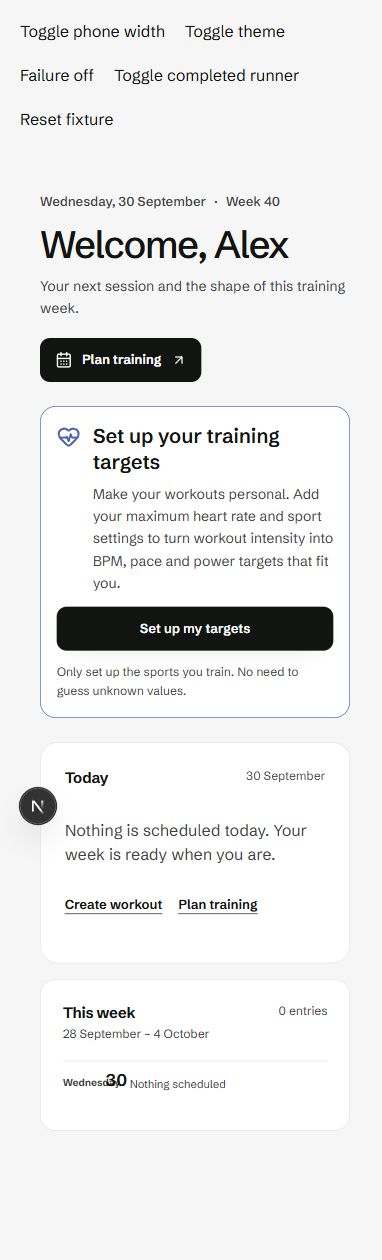 Toggle phone width Toggle theme
Failure off Toggle completed runner
Reset fixture
Wednesday, 30 September · Week 40
Welcome, Alex
Your next session and the shape of this training
week.
Plan training
Set up your training
targets
Make your workouts personal. Add
your maximum heart rate and sport
settings to turn workout intensity into
BPM, pace and power targets that fit
you.
Set up my targets
Only set up the sports you train. No need to
guess unknown values.
Today 30 September
N
Nothing is scheduled today. Your
week is ready when you are.
Create workout Plan training
This week 0 entries
28 September – 4 October
Wednesday 30 Nothing scheduled